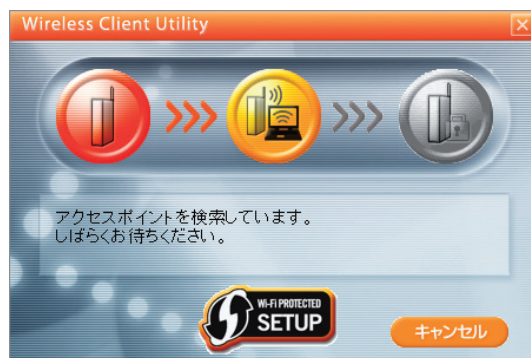 Wireless Client Utility
アクセスポイントを検索しています。
しばらくお待ちください。
Wi-Fi PROTECTED
SETUP
キャンセル